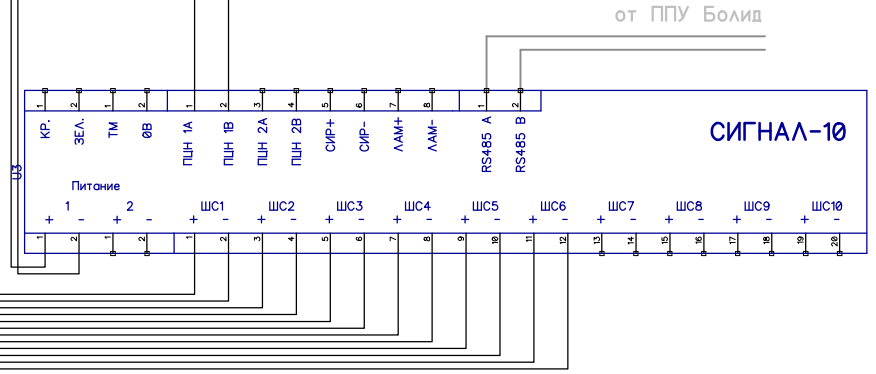 от ППУ Болид
1 2 1 2 1 2 3 4 5 6 7 8 1 2
КР. ЗЕЛ. ТМ 0В ПЦН 1А ПЦН 1В ПЦН 2А ПЦН 2В СИР+ СИР- ЛАМ+ ЛАМ- RS485 A RS485 B
СИГНАЛ-10
U3
Питание
1 2 ШС1 ШС2 ШС3 ШС4 ШС5 ШС6 ШС7 ШС8 ШС9 ШС10
+ - + - + - + - + - + - + - + - + - + - + - + -
1 2 1 2 1 2 3 4 5 6 7 8 9 10 11 12 13 14 15 16 17 18 19 20